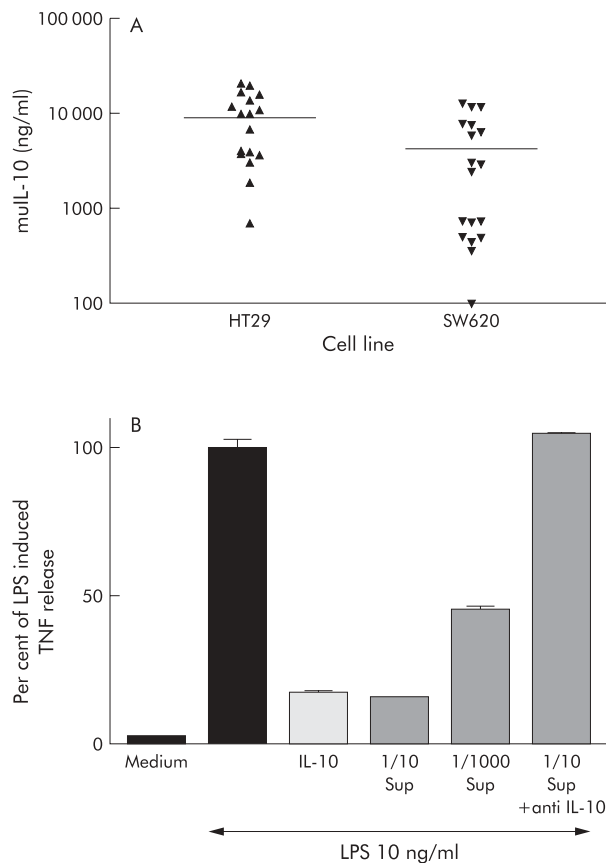 A
100 000
10 000
1000
100
muIL-10 (ng/ml)
HT29
SW620
Cell line
B
100
50
0
Per cent of LPS induced
TNF release
Medium
IL-10
1/10
Sup
1/1000
Sup
1/10
Sup
+anti IL-10
LPS 10 ng/ml